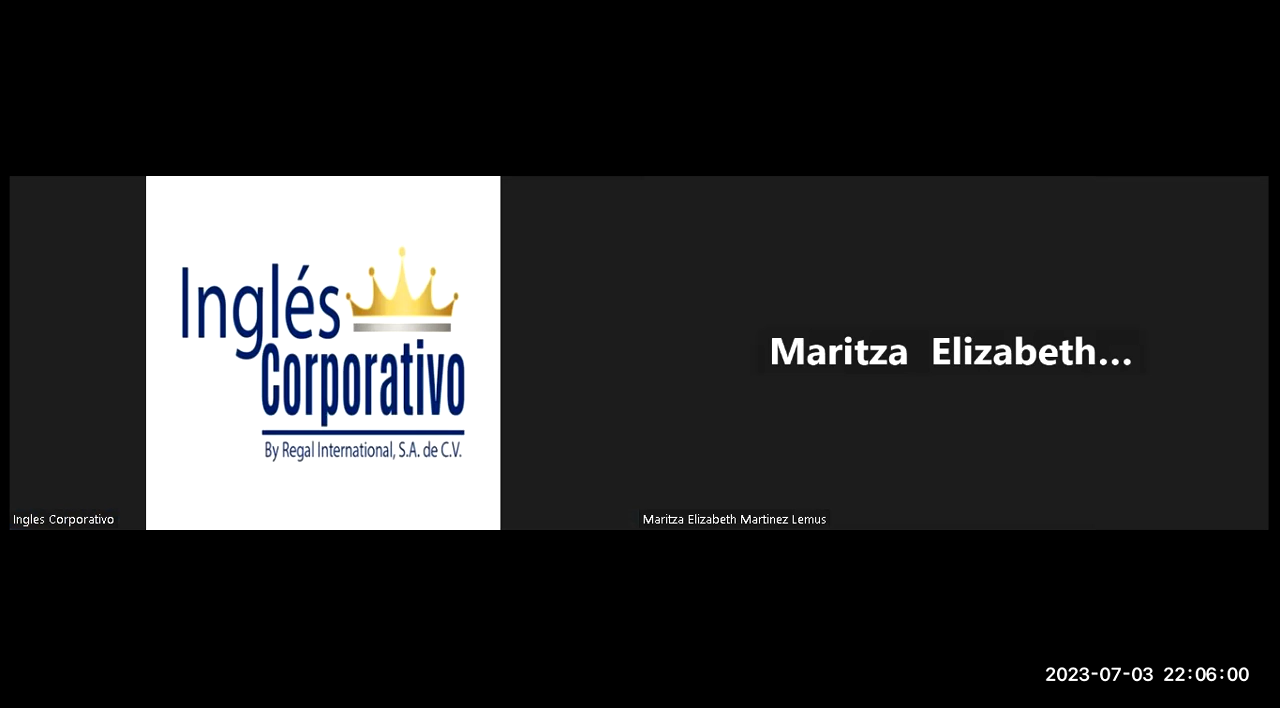 Inglés
Corporativo
By Regal International, S.A. de C.V.
Maritza Elizabeth...
Ingles Corporativo
Maritza Elizabeth Martinez Lemus
2023-07-03 22:06:00